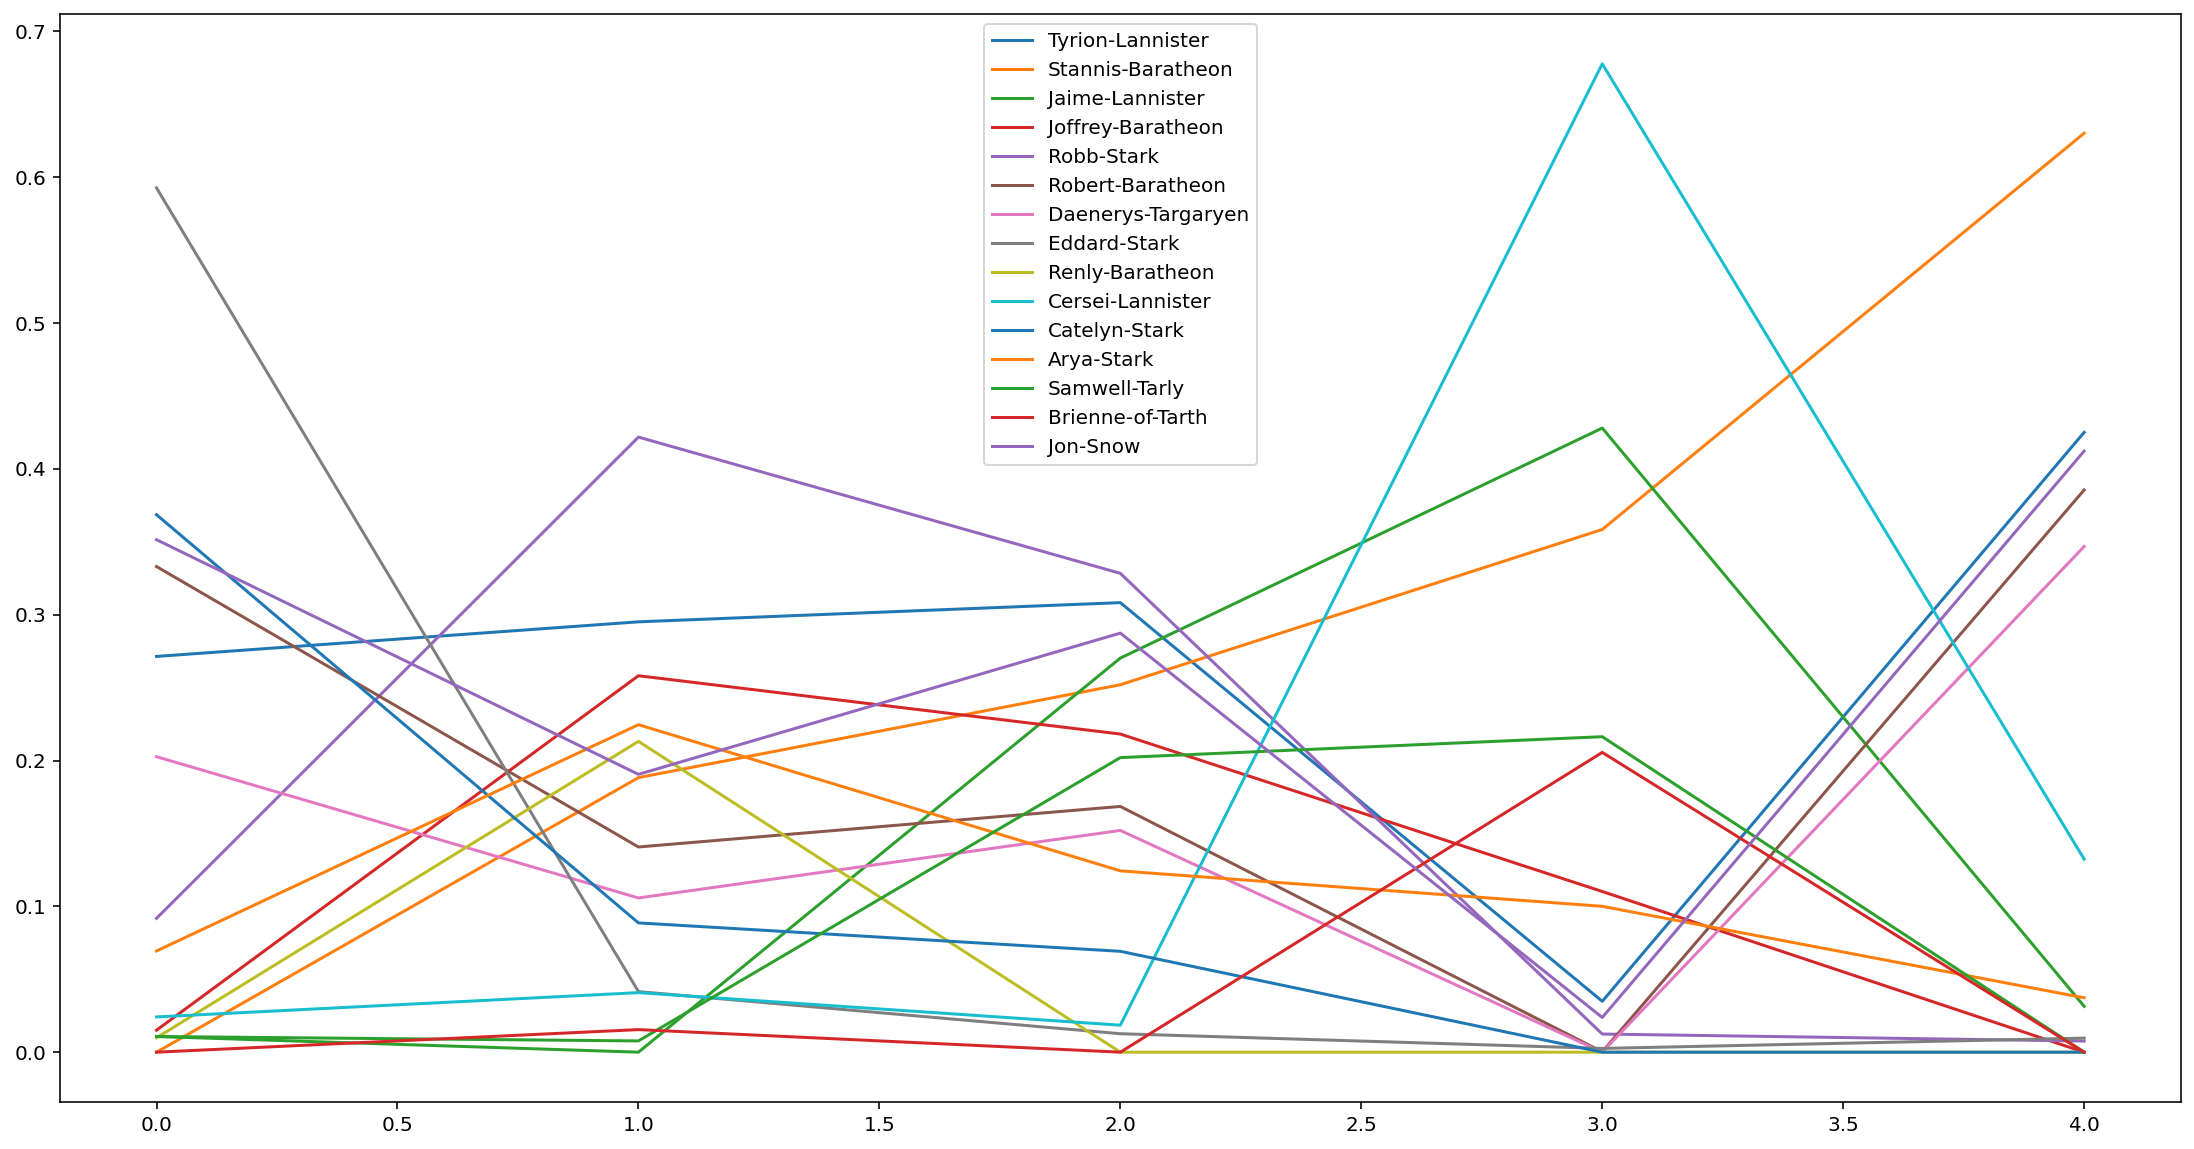 0.7
0.6
0.5
0.4
0.3
0.2
0.1
0.0
Tyrion-Lannister
Stannis-Baratheon
Jaime-Lannister
Joffrey-Baratheon
Robb-Stark
Robert-Baratheon
Daenerys-Targaryen
Eddard-Stark
Renly-Baratheon
Cersei-Lannister
Catelyn-Stark
Arya-Stark
Samwell-Tarly
Brienne-of-Tarth
Jon-Snow
0.0 0.5 1.0 1.5 2.0 2.5 3.0 3.5 4.0